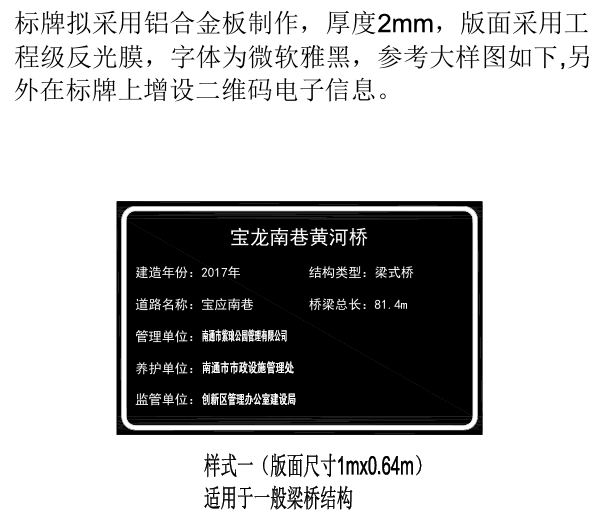 标牌拟采用铝合金板制作，厚度2mm，版面采用工
程级反光膜，字体为微软雅黑，参考大样图如下,另
外在标牌上增设二维码电子信息。
宝龙南巷黄河桥
建造年份：2017年 结构类型：梁式桥
道路名称：宝应南巷 桥梁总长：81.4m
管理单位：南通市紫琅公园管理有限公司
养护单位：南通市市政设施管理处
监管单位：创新区管理办公室建设局
样式一（版面尺寸1mx0.64m）
适用于一般梁桥结构